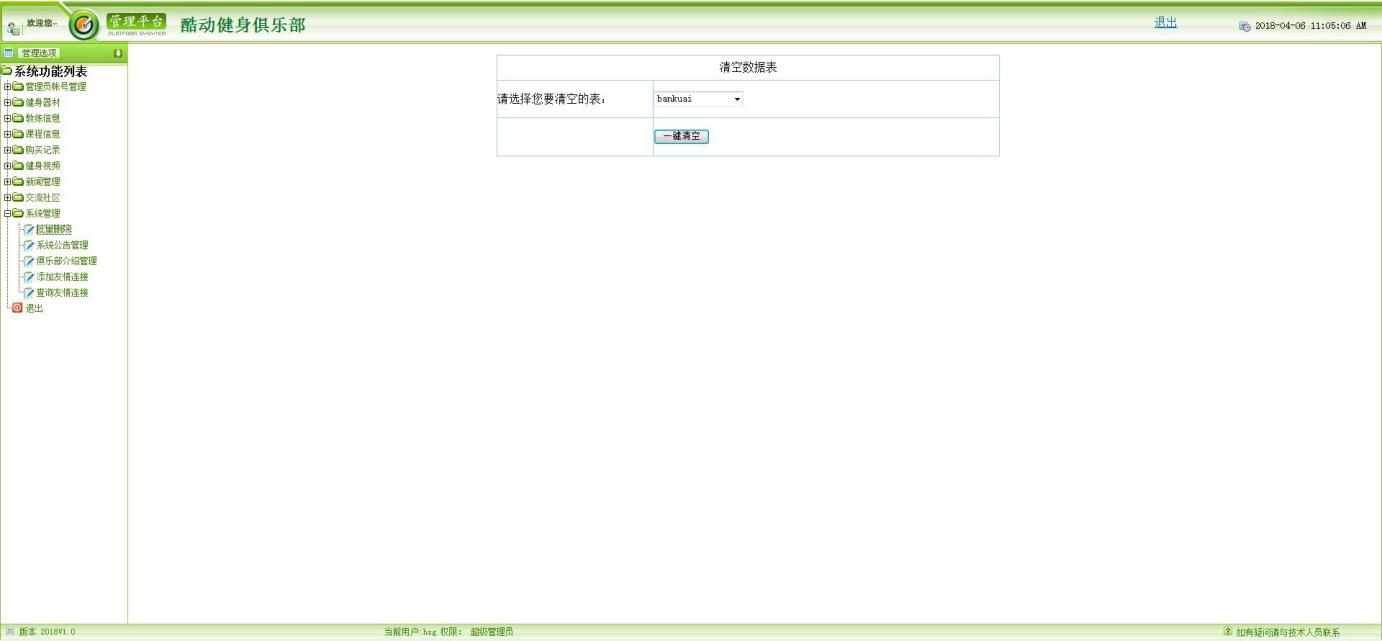 欢迎您-
管理平台
PLATFORM SYSYTEM
酷动健身俱乐部
退出
2018-04-06 11:05:06 AM
管理选项
系统功能列表
管理员帐号管理
健身器材
教练信息
课程信息
购买记录
健身视频
新闻管理
交流社区
系统管理
批量删除
系统公告管理
俱乐部介绍管理
添加友情连接
查询友情连接
退出
清空数据表
请选择您要清空的表：
bankuai
一键清空
版本 2018V1.0
当前用户:hsg 权限： 超级管理员
如有疑问请与技术人员联系